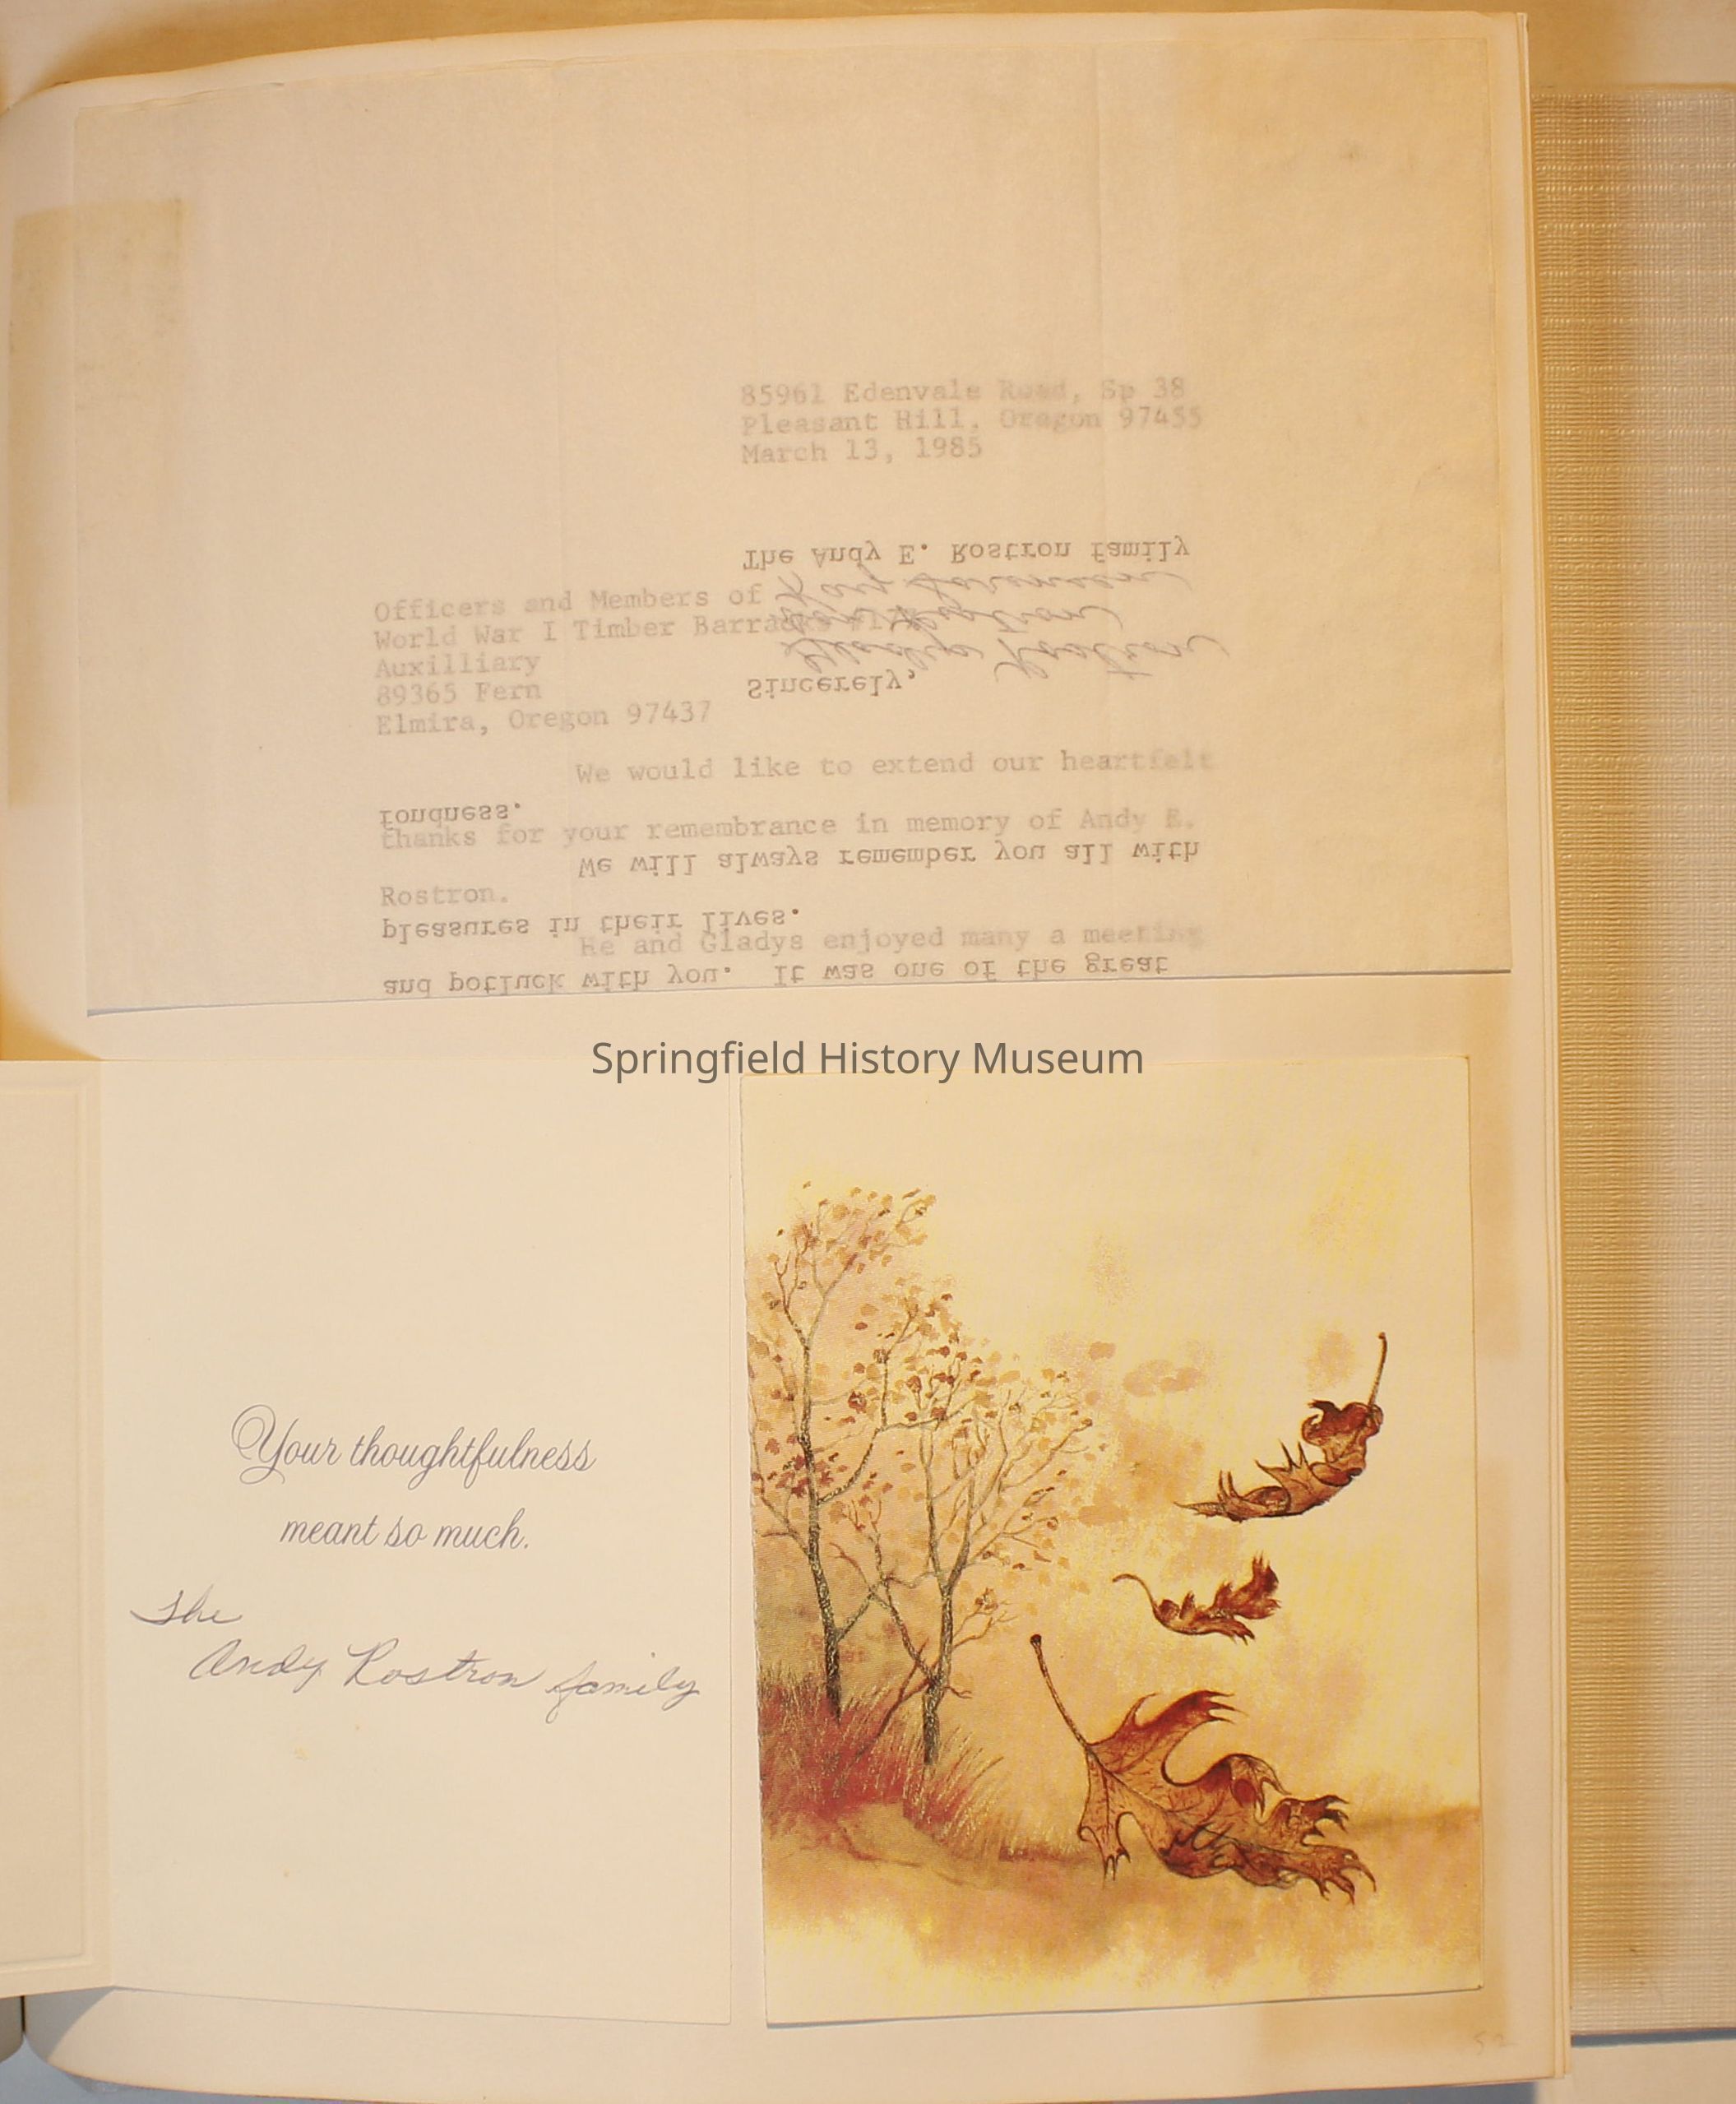 85961 Edenvale Road, Sp 38
Pleasant Hill, Oregon 97455
March 13, 1985
Officers and Members of
World War I Timber Barracks
Auxilliary
89365 Fern
Elmira, Oregon 97437
We would like to extend our heartfelt
thanks for your remembrance in memory of Andy E.
Rostron.
He and Gladys enjoyed many a meeting
and potluck with you. It was one of the great
pleasures in their lives.
We will always remember you all with
fondness.
Sincerely,
Gladys Rostron
Rostron
The Andy E. Rostron family
Springfield History Museum
Your thoughtfulness
meant so much.
The
Andy Rostron family